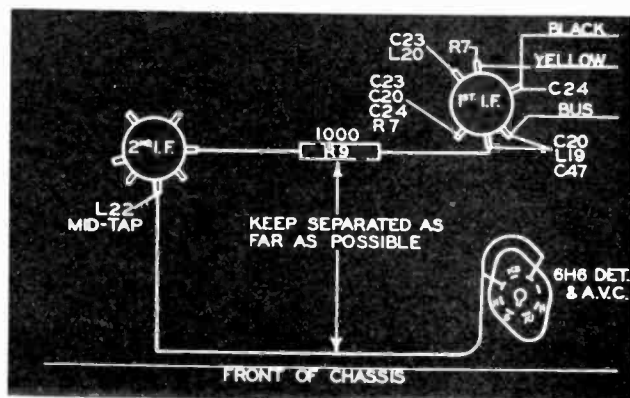 BLACK
C23
L20
R7
YELLOW
1ST I.F.
C24
C23
C20
C24
R7
BUS
1000
R9
C20
L19
C47
2ND I.F.
L22
MID-TAP
KEEP SEPARATED AS
FAR AS POSSIBLE
6H6 DET.
& A.V.C.
FRONT OF CHASSIS